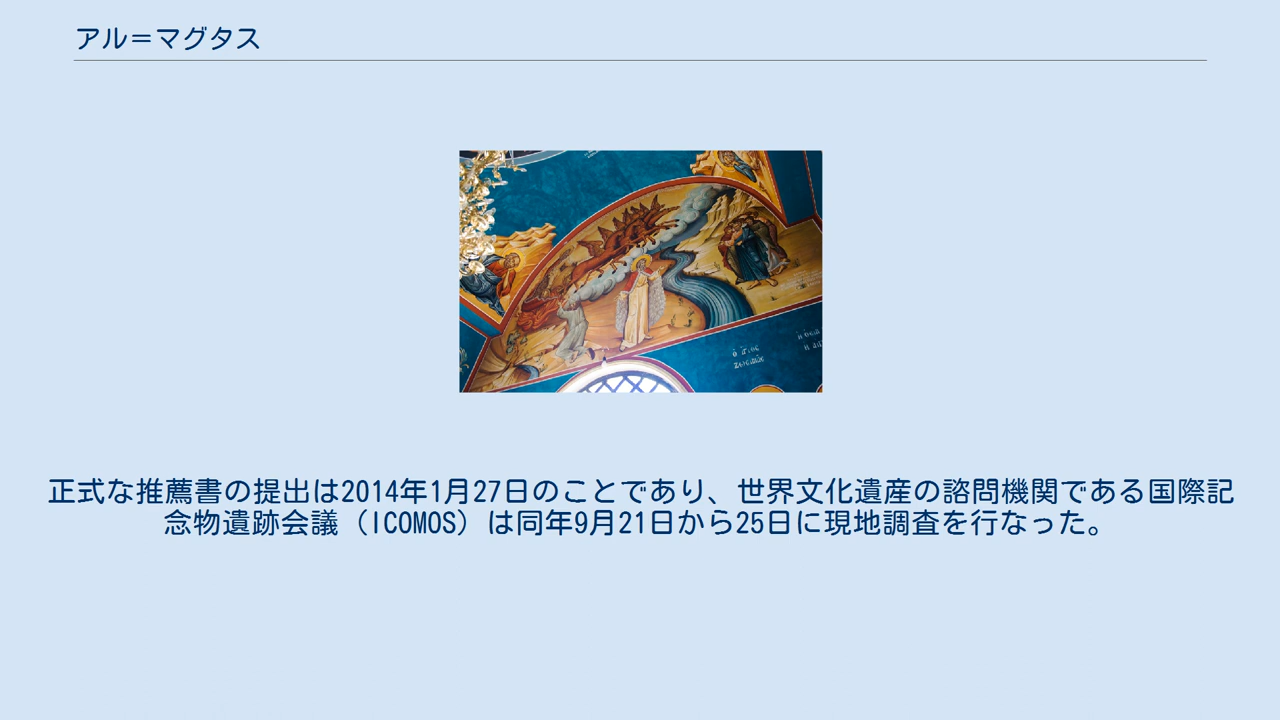 アル＝マグタス
正式な推薦書の提出は2014年1月27日のことであり、世界文化遺産の諮問機関である国際記
念物遺跡会議（ICOMOS）は同年9月21日から25日に現地調査を行なった。